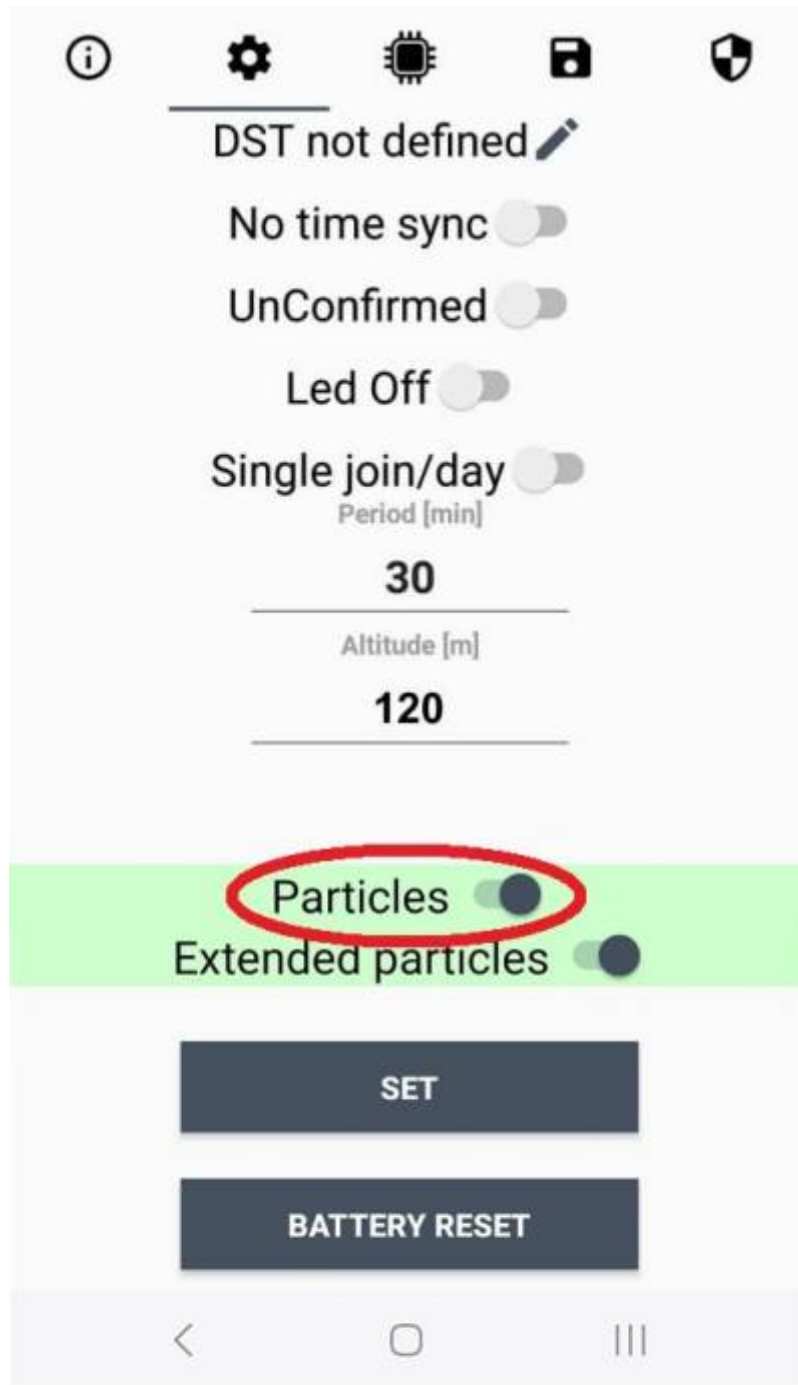 DST not defined
No time sync
UnConfirmed
Led Off
Single join/day
Period [min]
30
Altitude [m]
120
Particles
Extended particles
SET
BATTERY RESET